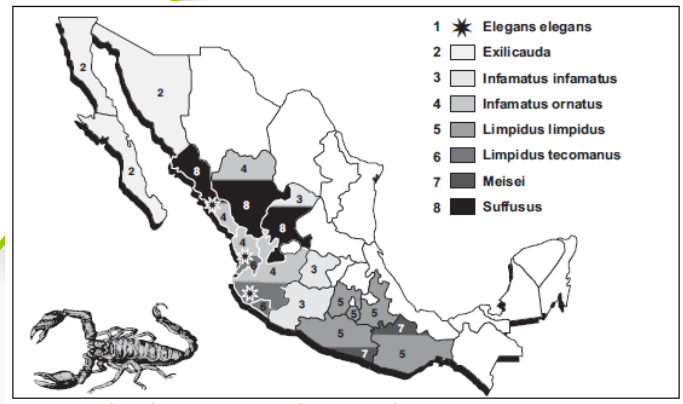 1 Elegans elegans
2 Exilicauda
3 Infamatus infamatus
4 Infamatus ornatus
5 Limpidus limpidus
6 Limpidus tecomanus
7 Meisei
8 Suffusus
2
2
2
8
4
8
3
4
8
4
6
4
3
3
6
5
5
5
5
7
7
5